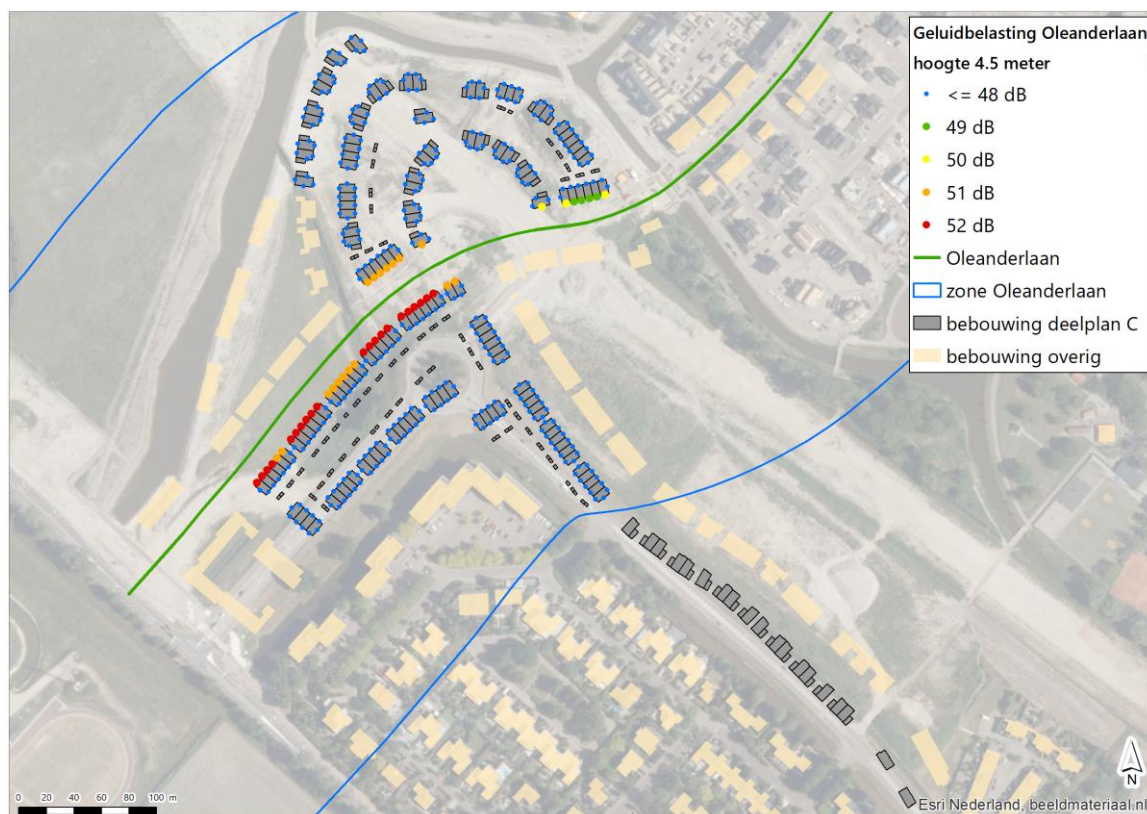 Geluidbelasting Oleanderlaan
hoogte 4.5 meter
<= 48 dB
49 dB
50 dB
51 dB
52 dB
Oleanderlaan
zone Oleanderlaan
bebouwing deelplan C
bebouwing overig
N
0 20 40 60 80 100 m
Esri Nederland, beeldmateriaal.nl